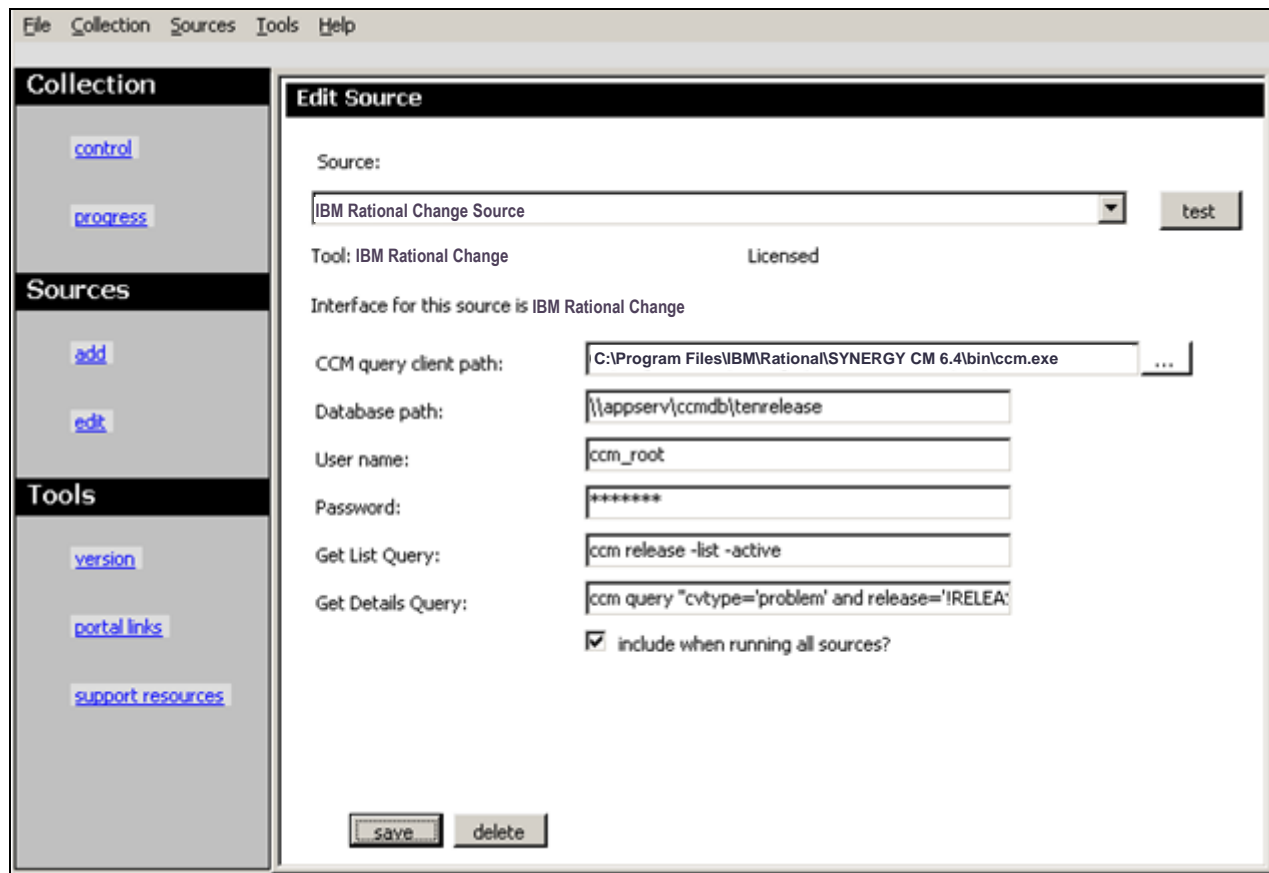 File Collection Sources Tools Help
Collection
control
progress
Sources
add
edit
Tools
version
portal links
support resources
Edit Source
Source:
IBM Rational Change Source
test
Tool: IBM Rational Change Licensed
Interface for this source is IBM Rational Change
CCM query client path: C:\Program Files\IBM\Rational\SYNERGY CM 6.4\bin\ccm.exe ...
Database path: \\appserv\ccmdb\tenrelease
User name: ccm_root
Password: *******
Get List Query: ccm release -list -active
Get Details Query: ccm query "cvtype='problem' and release='!RELEA
include when running all sources?
save delete